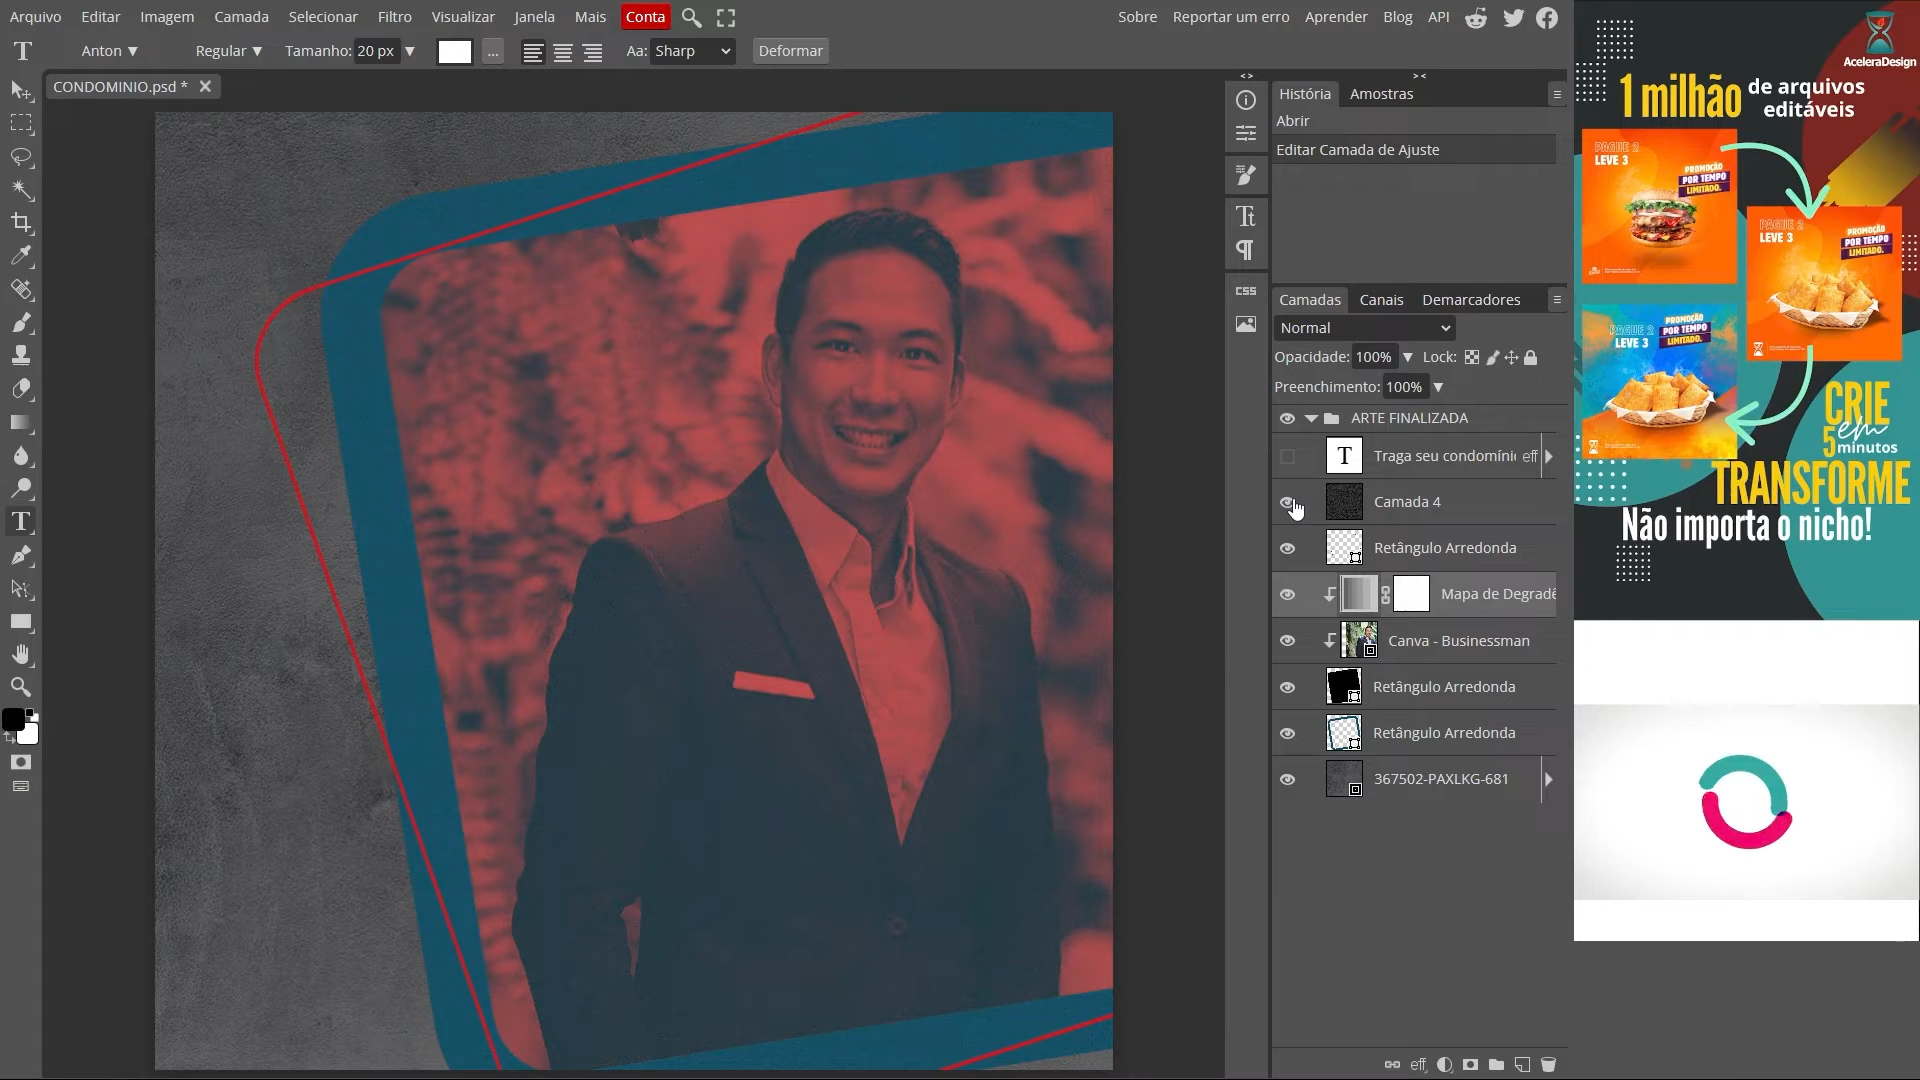 Arquivo Editar Imagem Camada Selecionar Filtro Visualizar Janela Mais Conta Sobre Reportar um erro Aprender Blog API
T Anton Regular Tamanho: 20 px ... Aa: Sharp Deformar
CONDOMINIO.psd *
História Amostras
Abrir
Editar Camada de Ajuste
Camadas Canais Demarcadores
Normal
Opacidade: 100% Lock:
Preenchimento: 100%
ARTE FINALIZADA
T Traga seu condomíni eff
Camada 4
Retângulo Arredonda
Mapa de Degradê
Canva - Businessman
Retângulo Arredonda
Retângulo Arredonda
367502-PAXLKG-681
eff
CSS
AceleraDesign
1 milhão de arquivos
editáveis
PAGUE 2
LEVE 3
PROMOÇÃO
POR TEMPO
LIMITADO.
PAGUE 2
LEVE 3
PROMOÇÃO
POR TEMPO
LIMITADO.
PAGUE 2
LEVE 3
PROMOÇÃO
POR TEMPO
LIMITADO.
CRIE
em
5 minutos
TRANSFORME
Não importa o nicho!